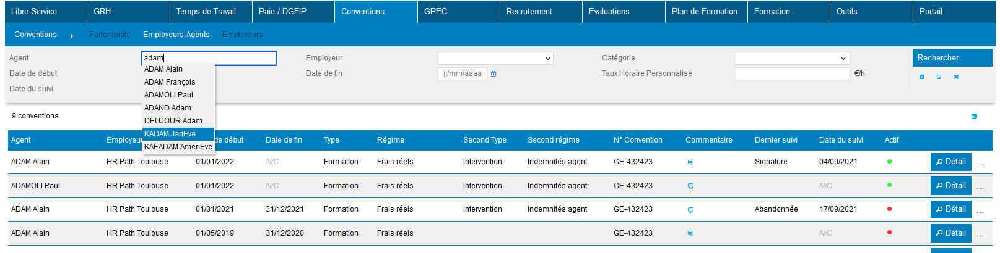 Libre-Service GRH Temps de Travail Paie / DGFIP Conventions GPEC Recrutement Evaluations Plan de Formation Formation Outils Portail
Conventions Partenariats Employeurs-Agents Employeurs
Agent adam Employeur Catégorie Rechercher
Date de début Date de fin jj/mm/aaaa Taux Horaire Personnalisé €/h
Date du suivi
ADAM Alain
ADAM François
ADAMOLI Paul
ADAND Adam
DEUJOUR Adam
KADAM JariEve
KAEADAM AmeriEve
9 conventions
Agent Employeur de début Date de fin Type Régime Second Type Second régime N° Convention Commentaire Dernier suivi Date du suivi Actif
ADAM Alain HR Path Toulouse 01/01/2022 N/C Formation Frais réels Intervention Indemnités agent GE-432423 Signature 04/09/2021 Détail ...
ADAMOLI Paul HR Path Toulouse 01/01/2022 N/C Formation Frais réels Intervention Indemnités agent GE-432423 N/C Détail ...
ADAM Alain HR Path Toulouse 01/01/2021 31/12/2021 Formation Frais réels Intervention Indemnités agent GE-432423 Abandonnée 17/09/2021 Détail ...
ADAM Alain HR Path Toulouse 01/05/2019 31/12/2020 Formation Frais réels GE-432423 N/C Détail ...